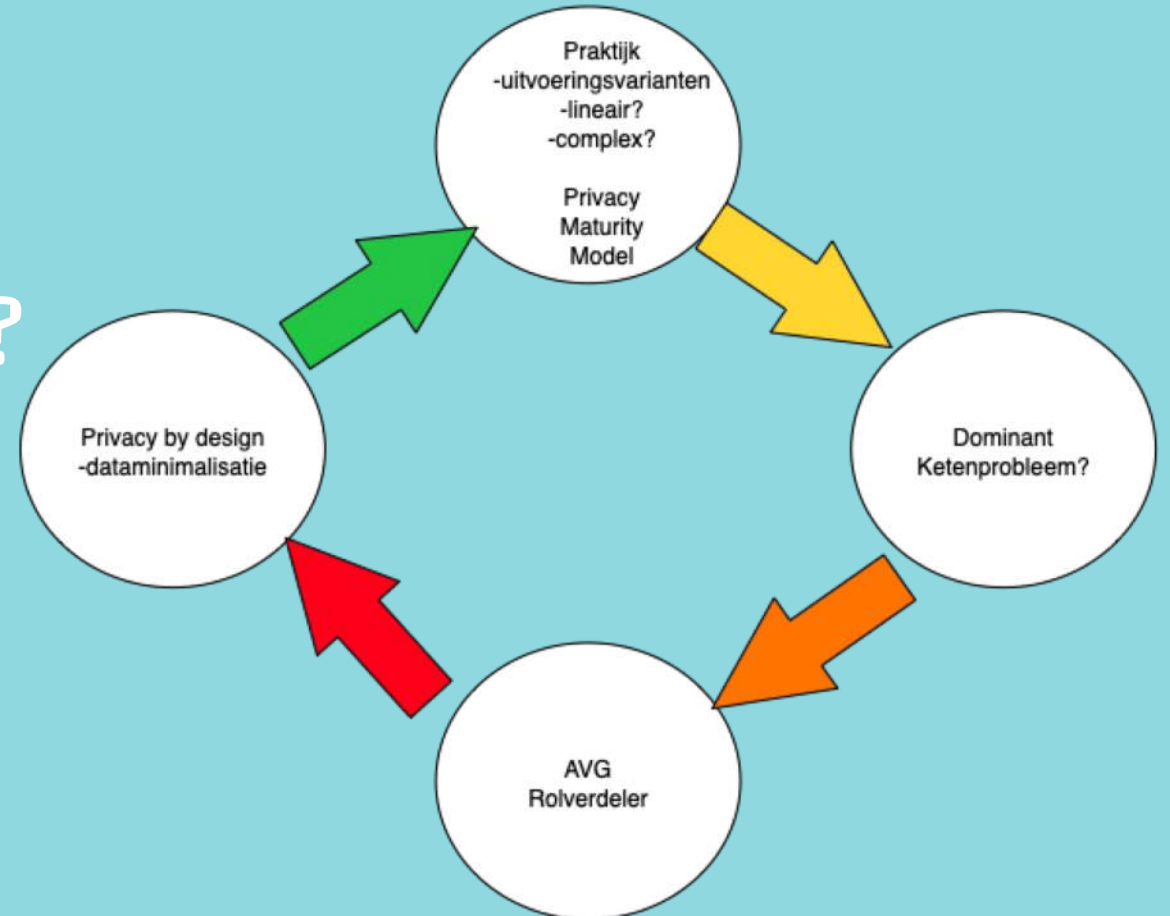 Praktijk
-uitvoeringsvarianten
-lineair?
-complex?
Privacy
Maturity
Model
?
Privacy by design
-dataminimalisatie
Dominant
Ketenprobleem?
AVG
Rolverdeler